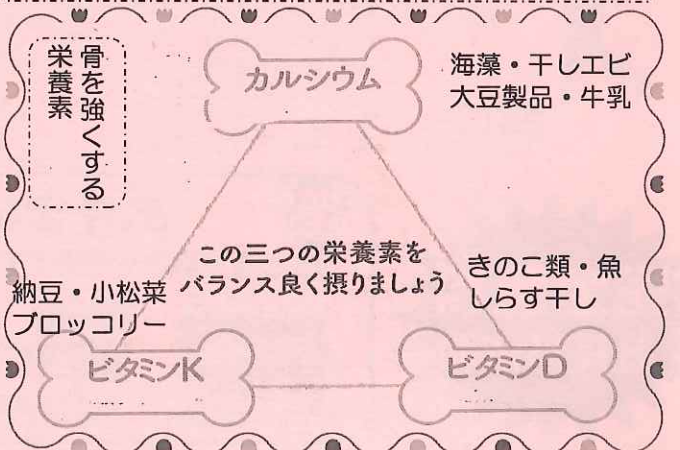 骨を強くする
栄養素
カルシウム
海藻・干しエビ
大豆製品・牛乳
この三つの栄養素を
バランス良く摂りましょう
納豆・小松菜
ブロッコリー
ビタミンK
きのこ類・魚
しらす干し
ビタミンD